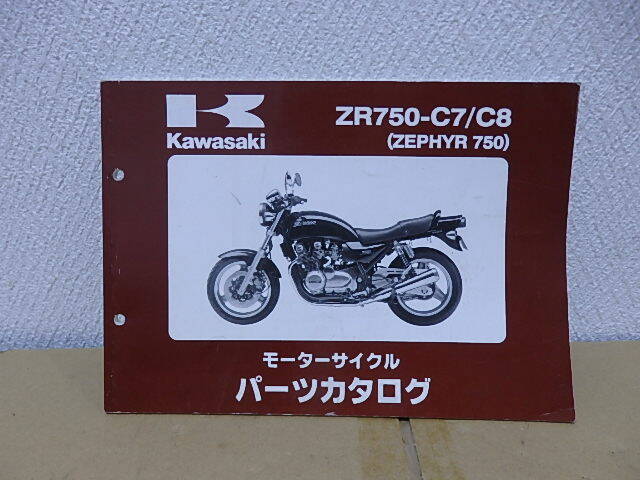 Kawasaki
ZR750-C7/C8
(ZEPHYR 750)
モーターサイクル
パーツカタログ